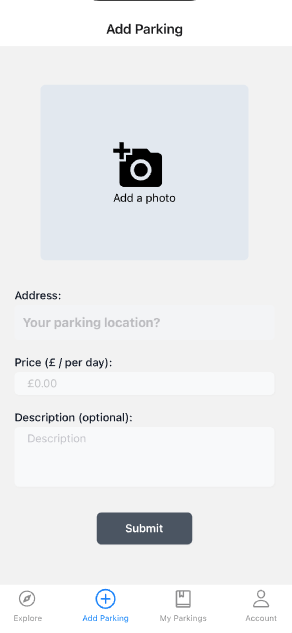 Add Parking
Add a photo
Address:
Your parking location?
Price (£ / per day):
£0.00
Description (optional):
Description
Submit
Explore
Add Parking
My Parkings
Account